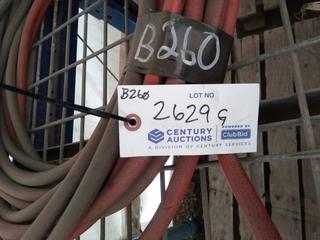 B260
B260
LOT NO
2629 G
CENTURY
AUCTIONS
POWERED BY
ClubBid
A DIVISION OF CENTURY SERVICES